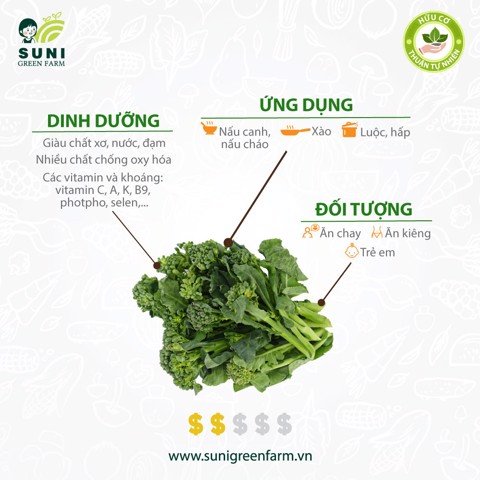 SUNI
GREEN FARM
HỮU CƠ
THUẬN TỰ NHIÊN
DINH DƯỠNG
Giàu chất xơ, nước, đạm
Nhiều chất chống oxy hóa
Các vitamin và khoáng:
vitamin C, A, K, B9,
photpho, selen,...
ỨNG DỤNG
Nấu canh,
nấu cháo
Xào
Luộc, hấp
ĐỐI TƯỢNG
Ăn chay
Ăn kiêng
Trẻ em
$ $ $ $ $
www.sunigreenfarm.vn